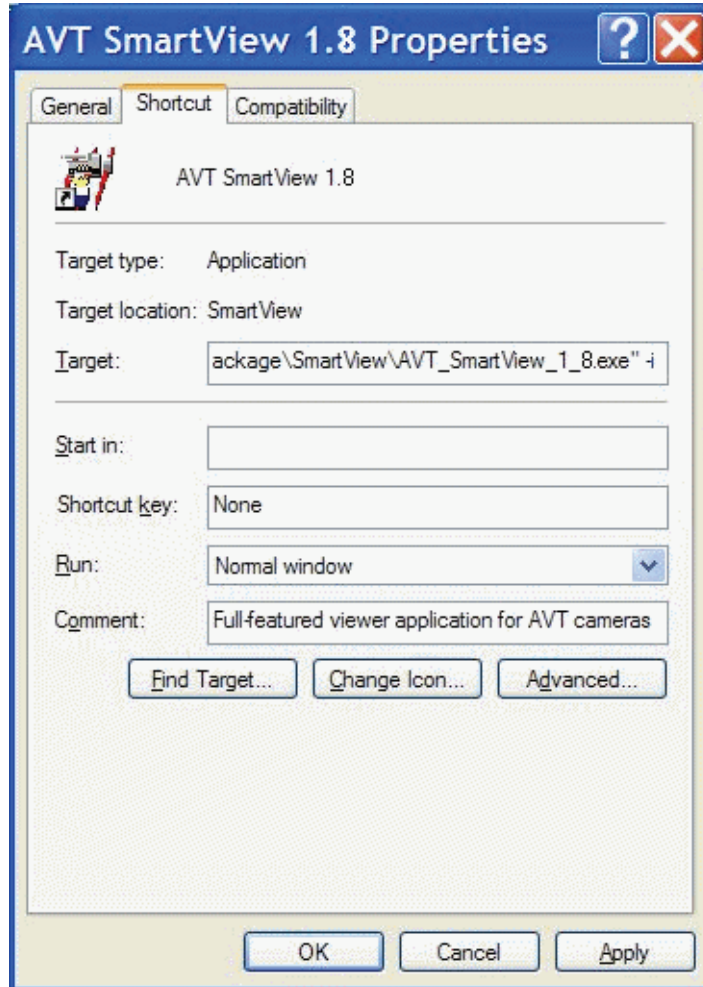 AVT SmartView 1.8 Properties ?
General Shortcut Compatibility
AVT SmartView 1.8
Target type: Application
Target location: SmartView
Target: ackage\SmartView\AVT_SmartView_1_8.exe" -i
Start in:
Shortcut key: None
Run: Normal window
Comment: Full-featured viewer application for AVT cameras
Find Target... Change Icon... Advanced...
OK Cancel Apply